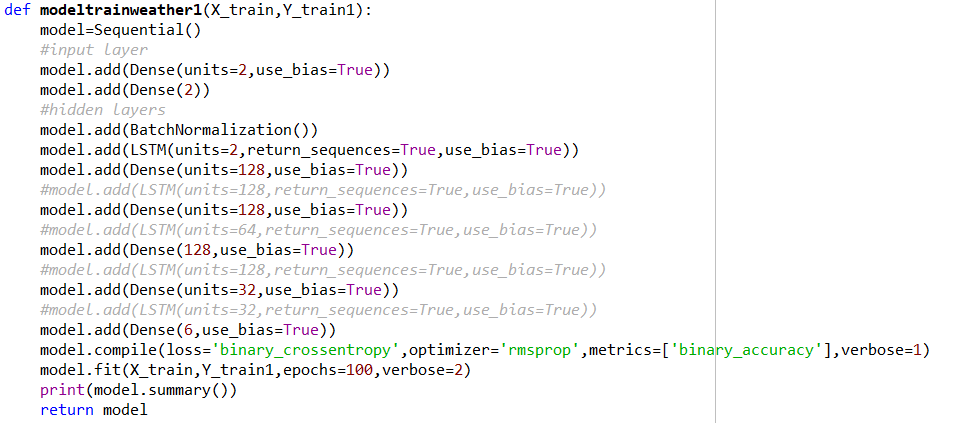 def modeltrainweather1(X_train,Y_train1):
    model=Sequential()
    #input layer
    model.add(Dense(units=2,use_bias=True))
    model.add(Dense(2))
    #hidden layers
    model.add(BatchNormalization())
    model.add(LSTM(units=2,return_sequences=True,use_bias=True))
    model.add(Dense(units=128,use_bias=True))
    #model.add(LSTM(units=128,return_sequences=True,use_bias=True))
    model.add(Dense(units=128,use_bias=True))
    #model.add(LSTM(units=64,return_sequences=True,use_bias=True))
    model.add(Dense(128,use_bias=True))
    #model.add(LSTM(units=128,return_sequences=True,use_bias=True))
    model.add(Dense(units=32,use_bias=True))
    #model.add(LSTM(units=32,return_sequences=True,use_bias=True))
    model.add(Dense(6,use_bias=True))
    model.compile(loss='binary_crossentropy',optimizer='rmsprop',metrics=['binary_accuracy'],verbose=1)
    model.fit(X_train,Y_train1,epochs=100,verbose=2)
    print(model.summary())
    return model